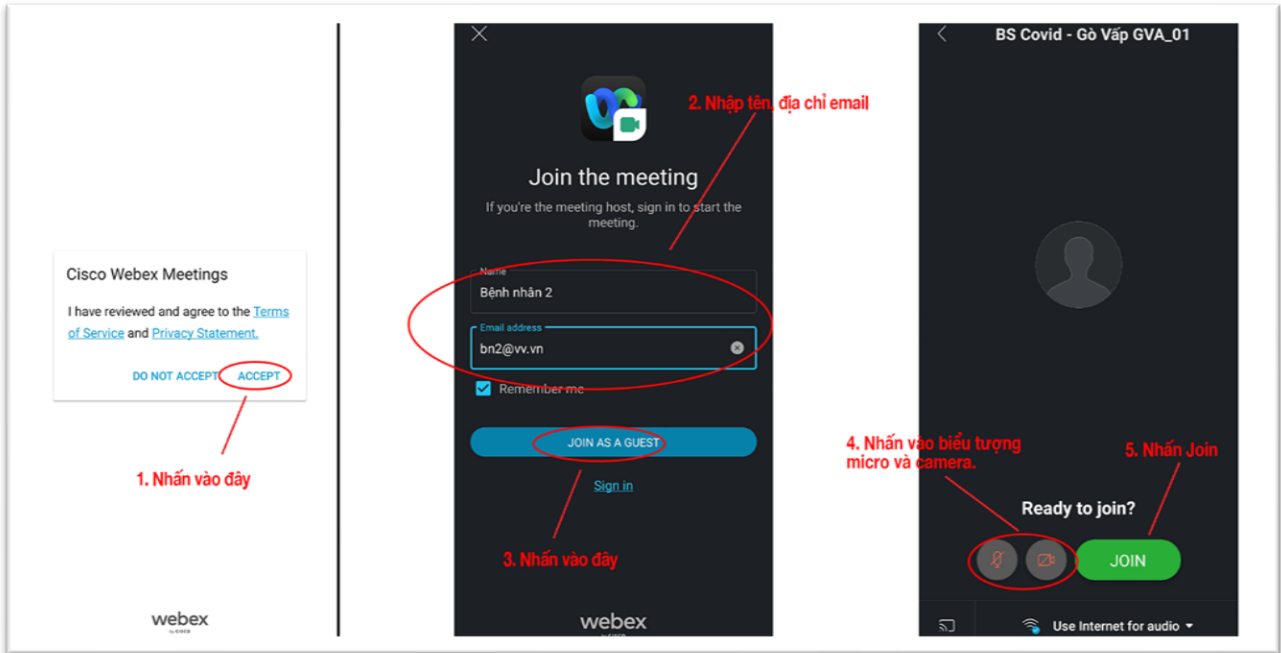 Cisco Webex Meetings
I have reviewed and agree to the Terms
of Service and Privacy Statement.
DO NOT ACCEPT
ACCEPT
1. Nhấn vào đây
webex
by CISCO
2. Nhập tên, địa chỉ email
Join the meeting
If you're the meeting host, sign in to start the
meeting.
Name
Bệnh nhân 2
Email address
bn2@vv.vn
Remember me
JOIN AS A GUEST
Sign in
3. Nhấn vào đây
webex
by CISCO
BS Covid - Gò Vấp GVA_01
4. Nhấn vào biểu tượng
micro và camera.
5. Nhấn Join
Ready to join?
JOIN
Use Internet for audio